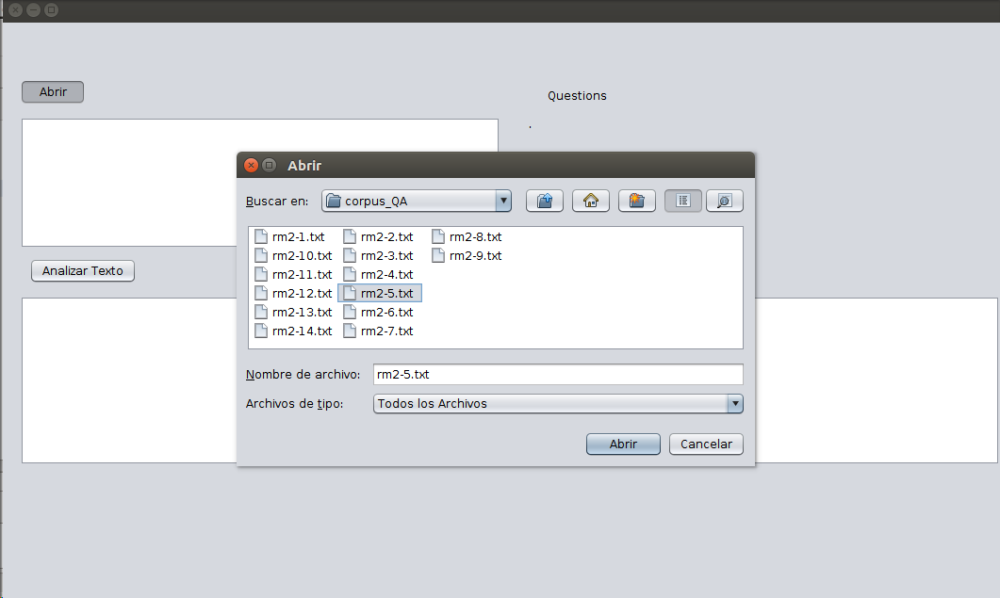 Abrir
Questions
.
Abrir
Buscar en: corpus_QA
rm2-1.txt rm2-2.txt rm2-8.txt
rm2-10.txt rm2-3.txt rm2-9.txt
rm2-11.txt rm2-4.txt
rm2-12.txt rm2-5.txt
rm2-13.txt rm2-6.txt
rm2-14.txt rm2-7.txt
Analizar Texto
Nombre de archivo: rm2-5.txt
Archivos de tipo: Todos los Archivos
Abrir Cancelar